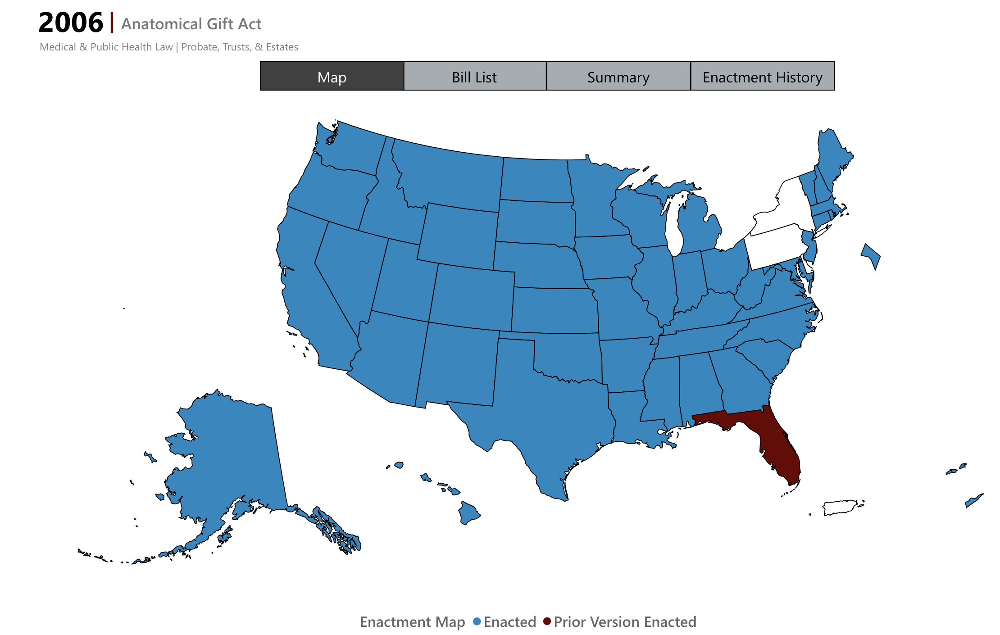 2006 | Anatomical Gift Act
Medical & Public Health Law | Probate, Trusts, & Estates
Map Bill List Summary Enactment History
Enactment Map Enacted Prior Version Enacted